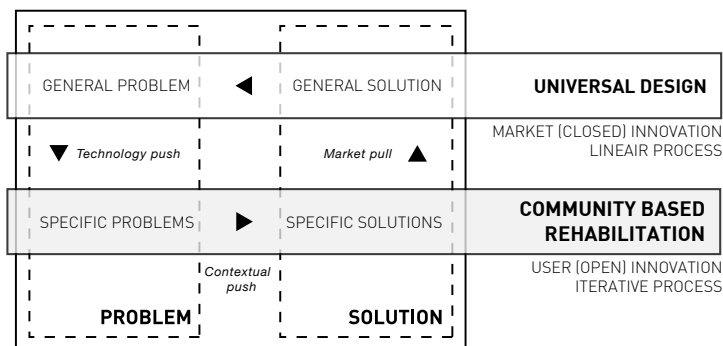 GENERAL PROBLEM
GENERAL SOLUTION
UNIVERSAL DESIGN
MARKET (CLOSED) INNOVATION
LINEAIR PROCESS
Technology push
Market pull
SPECIFIC PROBLEMS
SPECIFIC SOLUTIONS
COMMUNITY BASED
REHABILITATION
USER (OPEN) INNOVATION
ITERATIVE PROCESS
Contextual
push
PROBLEM
SOLUTION